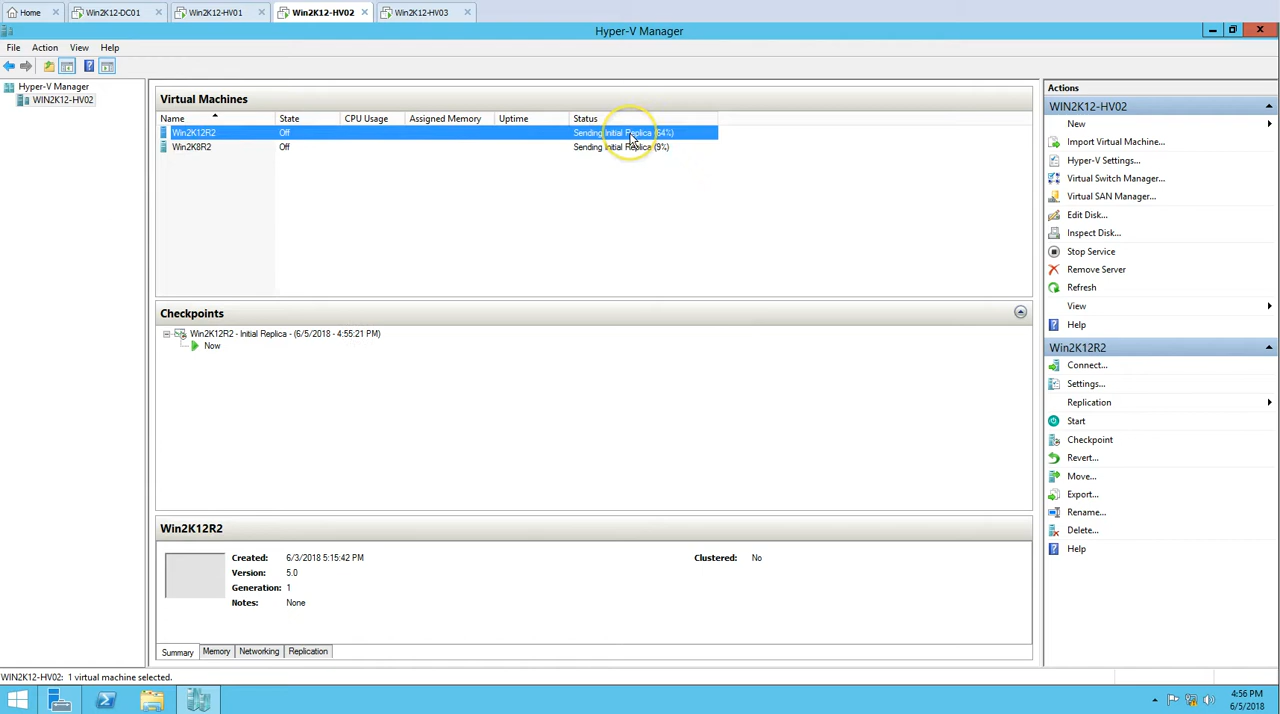 Home Win2K12-DC01 Win2K12-HV01 Win2K12-HV02 Win2K12-HV03
Hyper-V Manager
File Action View Help
Hyper-V Manager
WIN2K12-HV02
Virtual Machines
Name State CPU Usage Assigned Memory Uptime Status
Win2K12R2 Off Sending Initial Replica (64%)
Win2K8R2 Off Sending Initial Replica (9%)
Checkpoints
Win2K12R2 - Initial Replica - (6/5/2018 - 4:55:21 PM)
Now
Win2K12R2
Created: 6/3/2018 5:15:42 PM Clustered: No
Version: 5.0
Generation: 1
Notes: None
Summary Memory Networking Replication
Actions
WIN2K12-HV02
New
Import Virtual Machine...
Hyper-V Settings...
Virtual Switch Manager...
Virtual SAN Manager...
Edit Disk...
Inspect Disk...
Stop Service
Remove Server
Refresh
View
Help
Win2K12R2
Connect...
Settings...
Replication
Start
Checkpoint
Revert...
Move...
Export...
Rename...
Delete...
Help
WIN2K12-HV02: 1 virtual machine selected.
4:56 PM
6/5/2018